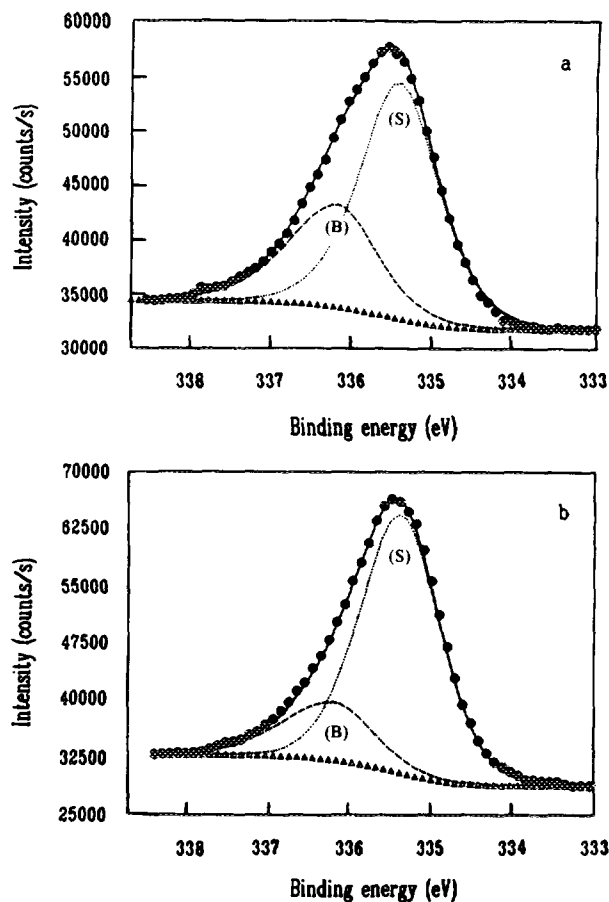 60000
a
55000
(S)
50000
45000
(B)
40000
35000
30000
338 337 336 335 334 333
Binding energy (eV)
Intensity (counts/s)
70000
b
62500
(S)
55000
47500
40000
(B)
32500
25000
338 337 336 335 334 333
Binding energy (eV)
Intensity (counts/s)